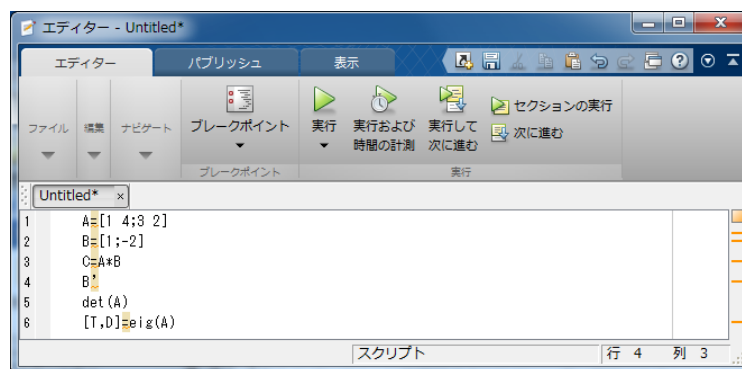 エディター - Untitled*
エディター パブリッシュ 表示
ファイル 編集 ナビゲート ブレークポイント 実行 実行および時間の計測 実行して次に進む セクションの実行
次に進む
ブレークポイント 実行
Untitled* ×
1 A=[1 4;3 2]
2 B=[1;-2]
3 C=A*B
4 B'
5 det(A)
6 [T,D]=eig(A)
スクリプト 行 4 列 3